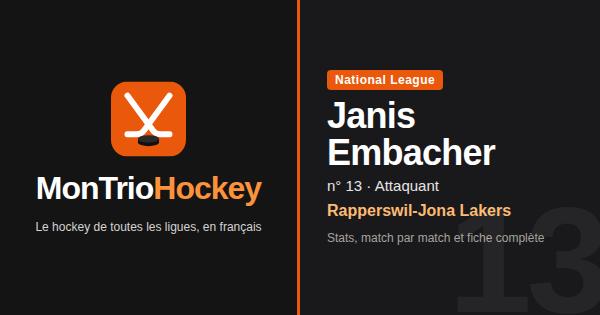 MonTrioHockey
Le hockey de toutes les ligues, en français
National League
Janis
Embacher
n° 13 · Attaquant
Rapperswil-Jona Lakers
Stats, match par match et fiche complète
13